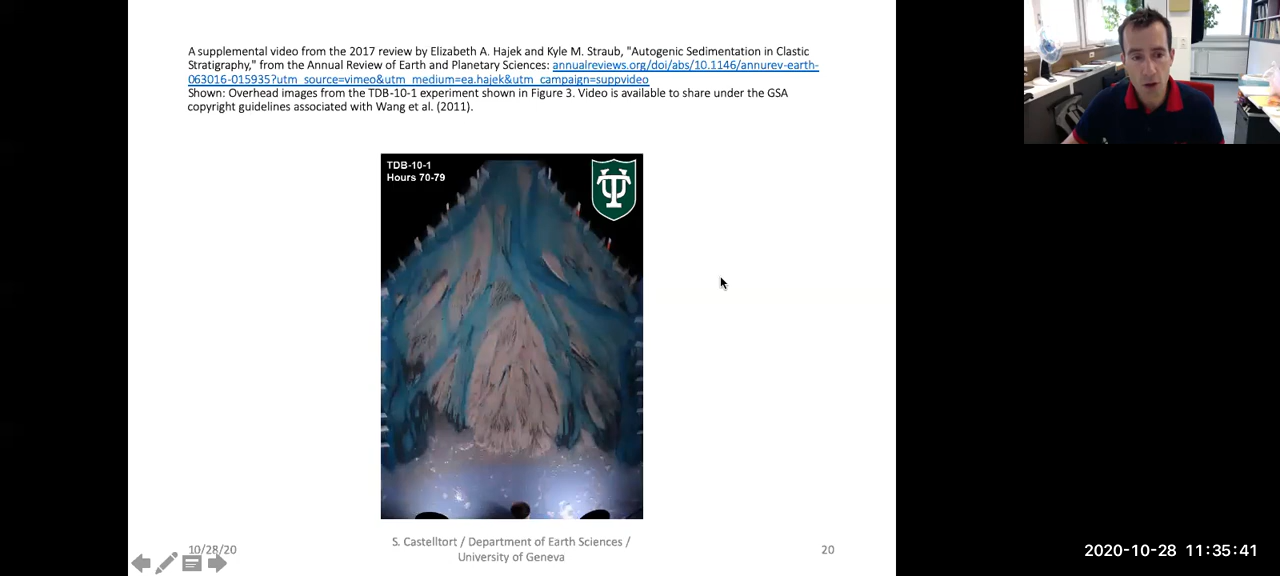 A supplemental video from the 2017 review by Elizabeth A. Hajek and Kyle M. Straub, "Autogenic Sedimentation in Clastic
Stratigraphy," from the Annual Review of Earth and Planetary Sciences: annualreviews.org/doi/abs/10.1146/annurev-earth-
063016-015935?utm_source=vimeo&utm_medium=ea.hajek&utm_campaign=suppvideo
Shown: Overhead images from the TDB-10-1 experiment shown in Figure 3. Video is available to share under the GSA
copyright guidelines associated with Wang et al. (2011).
TDB-10-1
Hours 70-79
10/28/20
S. Castelltort / Department of Earth Sciences /
University of Geneva
20
2020-10-28 11:35:41